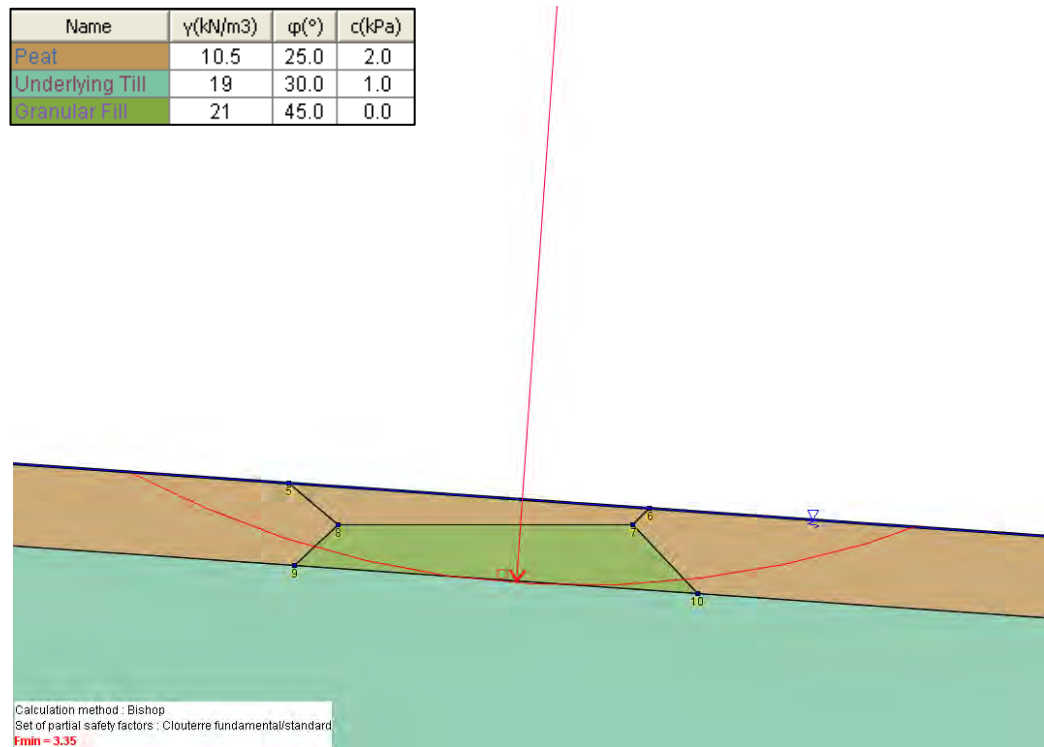 Name γ(kN/m3) φ(°) c(kPa)
Peat 10.5 25.0 2.0
Underlying Till 19 30.0 1.0
Granular Fill 21 45.0 0.0
5
6
8
7
9
10
Calculation method : Bishop
Set of partial safety factors : Clouterre fundamental/standard
Fmin = 3.35